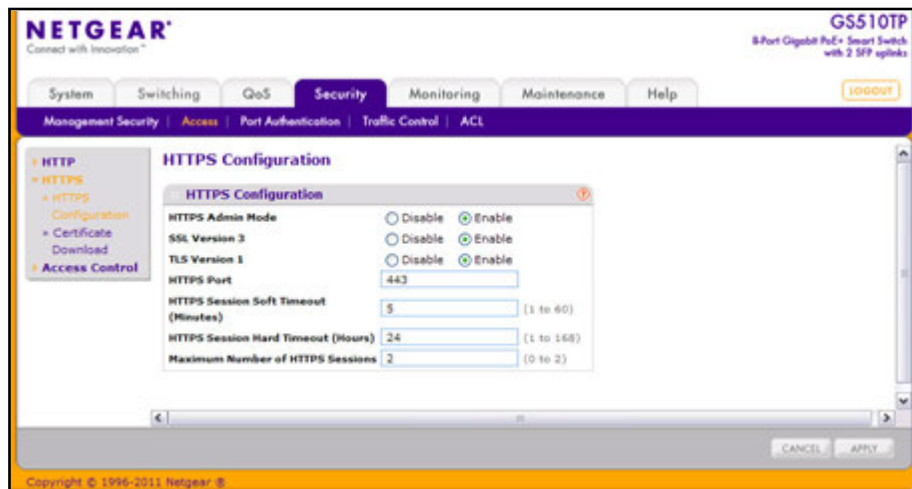 NETGEAR®
Connect with Innovation™
GS510TP
8-Port Gigabit PoE+ Smart Switch
with 2 SFP uplinks
System Switching QoS Security Monitoring Maintenance Help LOGOUT
Management Security | Access | Port Authentication | Traffic Control | ACL
HTTP
HTTPS
HTTPS
Configuration
Certificate
Download
Access Control
HTTPS Configuration
HTTPS Configuration ?
HTTPS Admin Mode Disable Enable
SSL Version 3 Disable Enable
TLS Version 1 Disable Enable
HTTPS Port 443
HTTPS Session Soft Timeout
(Minutes) 5 (1 to 60)
HTTPS Session Hard Timeout (Hours) 24 (1 to 168)
Maximum Number of HTTPS Sessions 2 (0 to 2)
CANCEL APPLY
Copyright © 1996-2011 Netgear ®